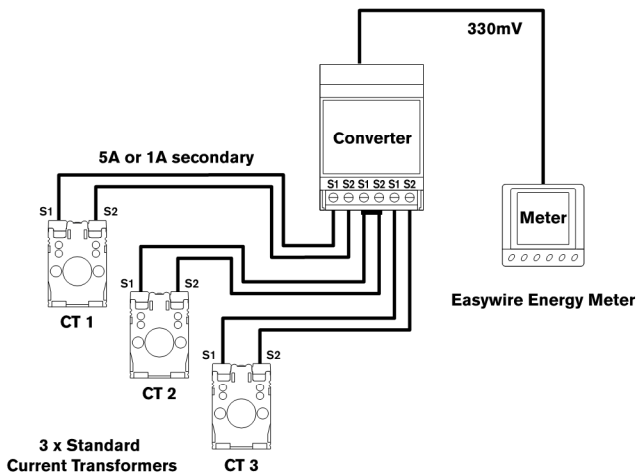 330mV
Converter
5A or 1A secondary
S1 S2 S1 S2 S1 S2
S1 S2
Meter
CT 1
S1 S2
Easywire Energy Meter
CT 2
S1 S2
3 x Standard
Current Transformers
CT 3